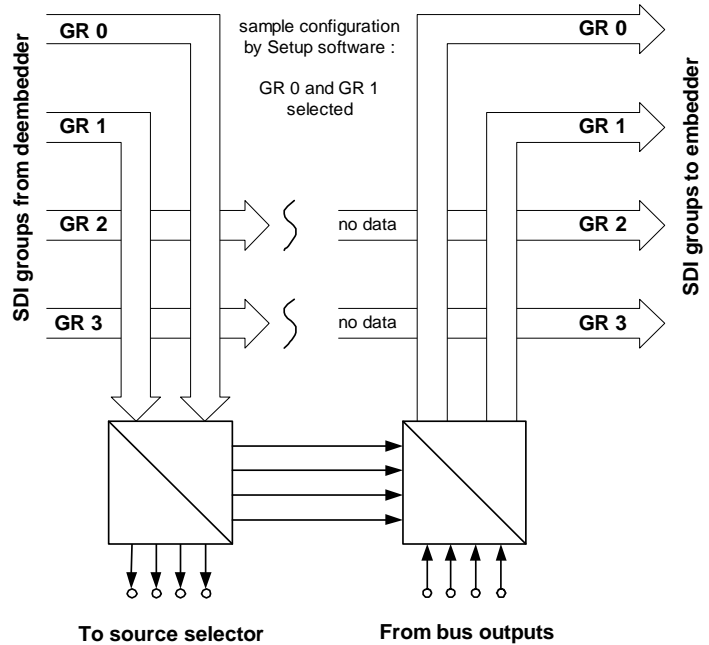 GR 0
sample configuration
by Setup software :
GR 0 and GR 1
selected
GR 0
GR 1
GR 1
GR 2
no data
GR 2
GR 3
no data
GR 3
SDI groups from deembedder
SDI groups to embedder
To source selector
From bus outputs